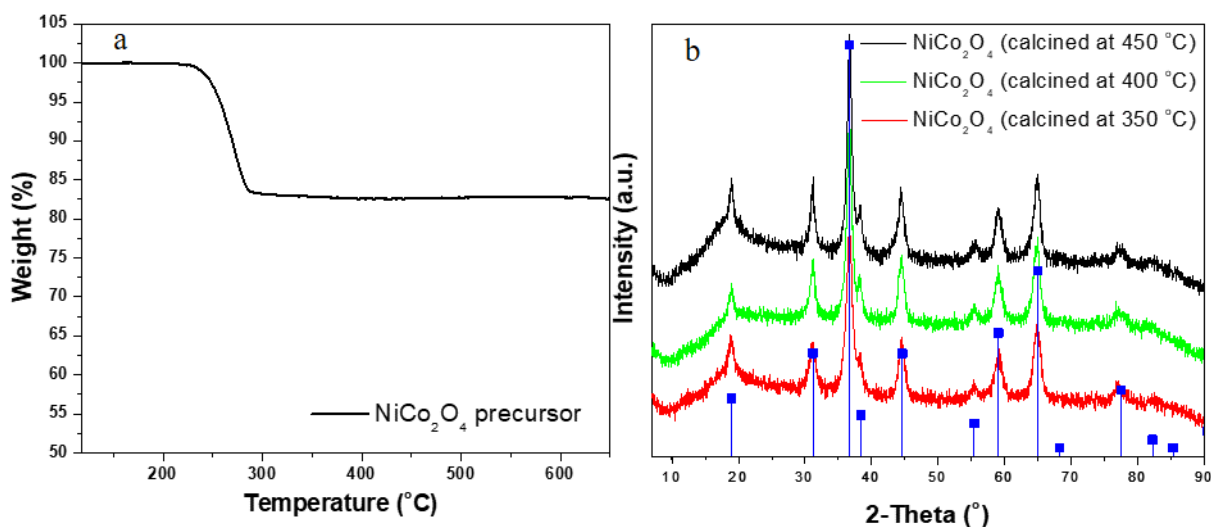 a
105
100
95
90
85
80
75
70
65
60
55
50
Weight (%)
NiCo₂O₄ precursor
200
300
400
500
600
Temperature (°C)
b
NiCo₂O₄ (calcined at 450 °C)
NiCo₂O₄ (calcined at 400 °C)
NiCo₂O₄ (calcined at 350 °C)
Intensity (a.u.)
10
20
30
40
50
60
70
80
90
2-Theta (°)